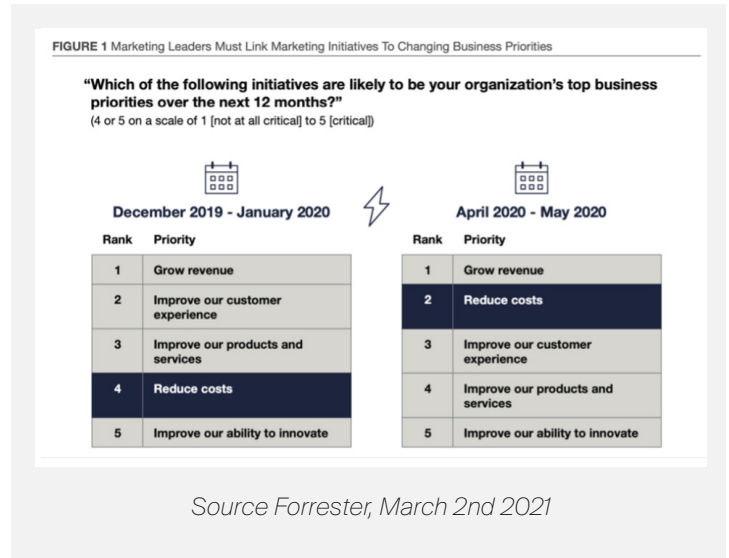 FIGURE 1 Marketing Leaders Must Link Marketing Initiatives To Changing Business Priorities
“Which of the following initiatives are likely to be your organization’s top business
priorities over the next 12 months?”
(4 or 5 on a scale of 1 [not at all critical] to 5 [critical])
December 2019 - January 2020
Rank Priority
1 Grow revenue
2 Improve our customer
experience
3 Improve our products and
services
4 Reduce costs
5 Improve our ability to innovate
April 2020 - May 2020
Rank Priority
1 Grow revenue
2 Reduce costs
3 Improve our customer
experience
4 Improve our products and
services
5 Improve our ability to innovate
Source Forrester, March 2nd 2021